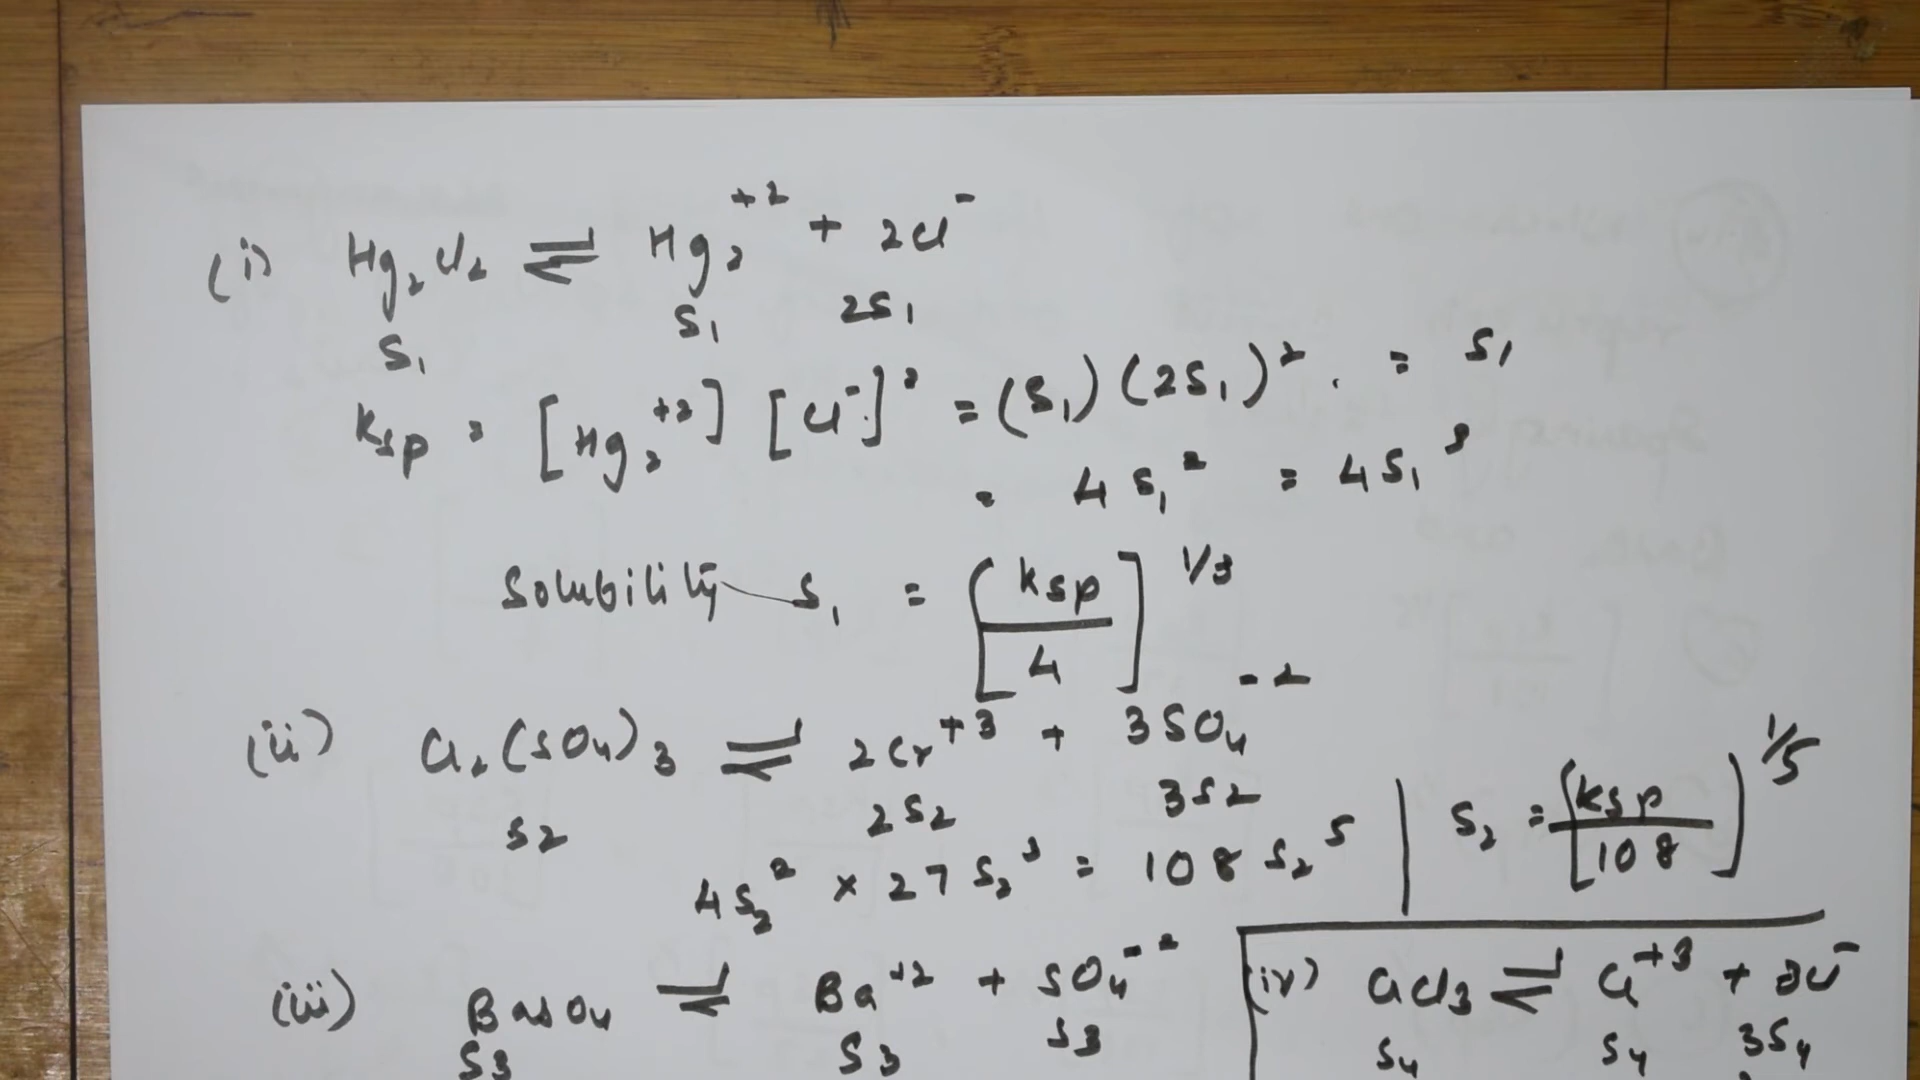 (i) Hg₂Cl₂ ⇌ Hg₂⁺² + 2Cl⁻
S₁ S₁ 2S₁
Ksp = [Hg₂⁺²] [Cl⁻]² = (S₁) (2S₁)² . = S₁
= 4S₁² = 4S₁³
Solubility S₁ = [Ksp/4]^1/3
(ii) Cr₂(SO₄)₃ ⇌ 2Cr⁺³ + 3SO₄⁻²
S2 2S2 3S2
4S₂² × 27S₂³ = 108 S₂⁵ | S₂ = [Ksp/108]^1/5
(iii) BaSO₄ ⇌ Ba⁺² + SO₄⁻²
S3 S3 S3
(iv) CrCl₃ ⇌ Cr⁺³ + 3Cl⁻
S₄ S₄ 3S₄